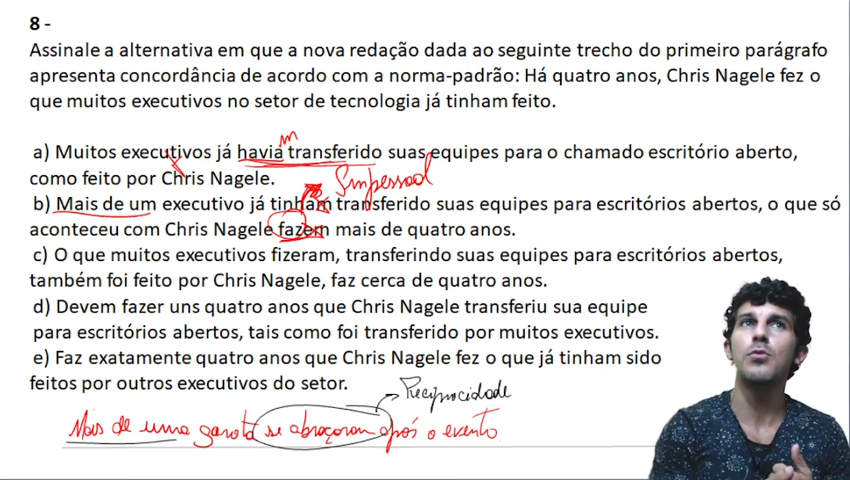 8 -
Assinale a alternativa em que a nova redação dada ao seguinte trecho do primeiro parágrafo
apresenta concordância de acordo com a norma-padrão: Há quatro anos, Chris Nagele fez o
que muitos executivos no setor de tecnologia já tinham feito.
m
a) Muitos executivos já havia transferido suas equipes para o chamado escritório aberto,
como feito por Chris Nagele.
Impessoal
b) Mais de um executivo já tinham transferido suas equipes para escritórios abertos, o que só
aconteceu com Chris Nagele fazem mais de quatro anos.
c) O que muitos executivos fizeram, transferindo suas equipes para escritórios abertos,
também foi feito por Chris Nagele, faz cerca de quatro anos.
d) Devem fazer uns quatro anos que Chris Nagele transferiu sua equipe
para escritórios abertos, tais como foi transferido por muitos executivos.
e) Faz exatamente quatro anos que Chris Nagele fez o que já tinham sido
feitos por outros executivos do setor.
Reciprocidade
Mais de uma garota se abraçaram após o evento